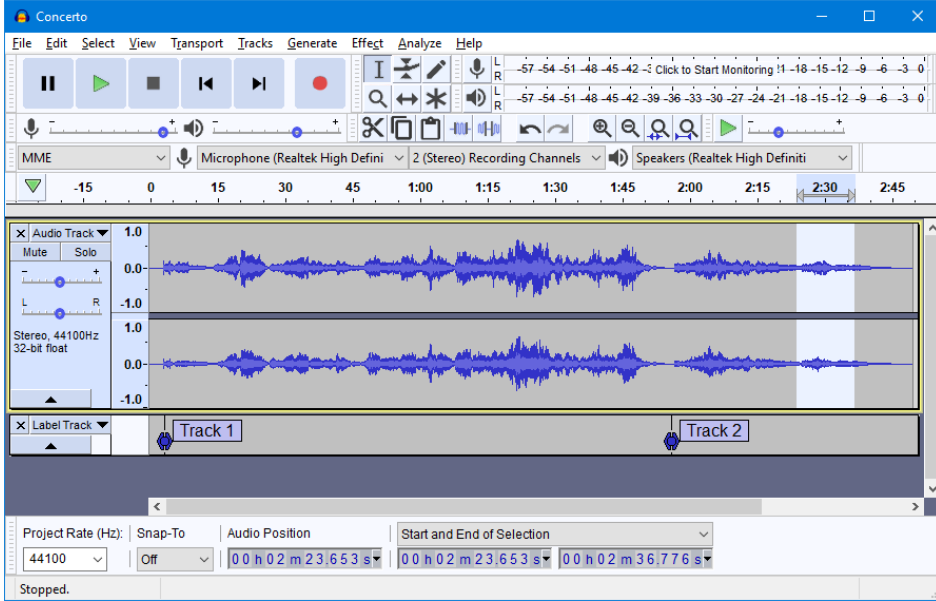 Concerto
File Edit Select View Transport Tracks Generate Effect Analyze Help
L
R
-57 -54 -51 -48 -45 -42 -3 Click to Start Monitoring !1 -18 -15 -12 -9 -6 -3 0
L
R
-57 -54 -51 -48 -45 -42 -39 -36 -33 -30 -27 -24 -21 -18 -15 -12 -9 -6 -3 0
- +
- +
- +
MME Microphone (Realtek High Defini 2 (Stereo) Recording Channels Speakers (Realtek High Definiti
-15 0 15 30 45 1:00 1:15 1:30 1:45 2:00 2:15 2:30 2:45
X Audio Track 1.0
Mute Solo
- + 0.0-
L R -1.0
Stereo, 44100Hz 1.0
32-bit float
0.0-
-1.0
X Label Track
Track 1 Track 2
Project Rate (Hz): Snap-To Audio Position Start and End of Selection
44100 Off 00 h 02 m 23.653 s 00 h 02 m 23.653 s 00 h 02 m 36.776 s
Stopped.